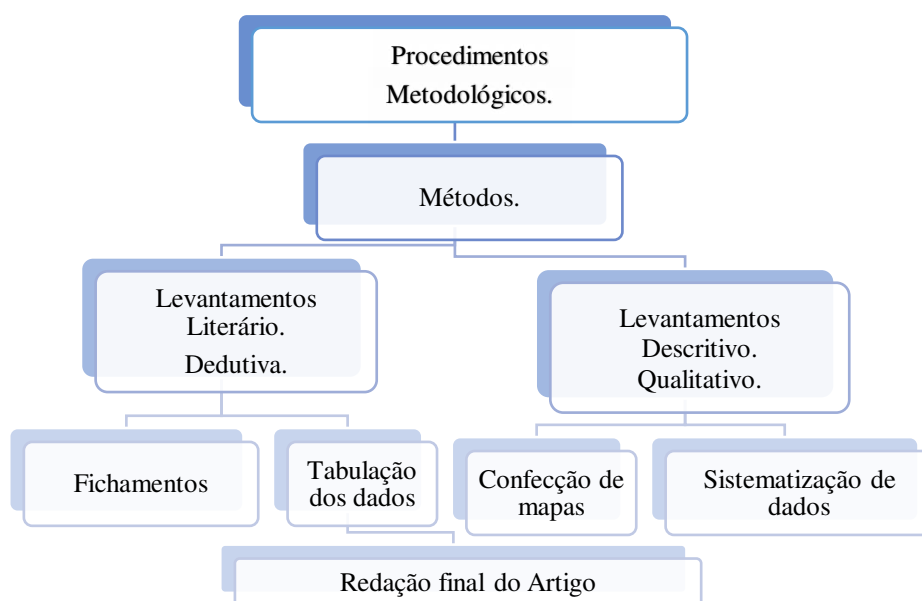 Procedimentos
Metodológicos.
Métodos.
Levantamentos
Literário.
Dedutiva.
Levantamentos
Descritivo.
Qualitativo.
Fichamentos
Tabulação
dos dados
Confecção de
mapas
Sistematização de
dados
Redação final do Artigo